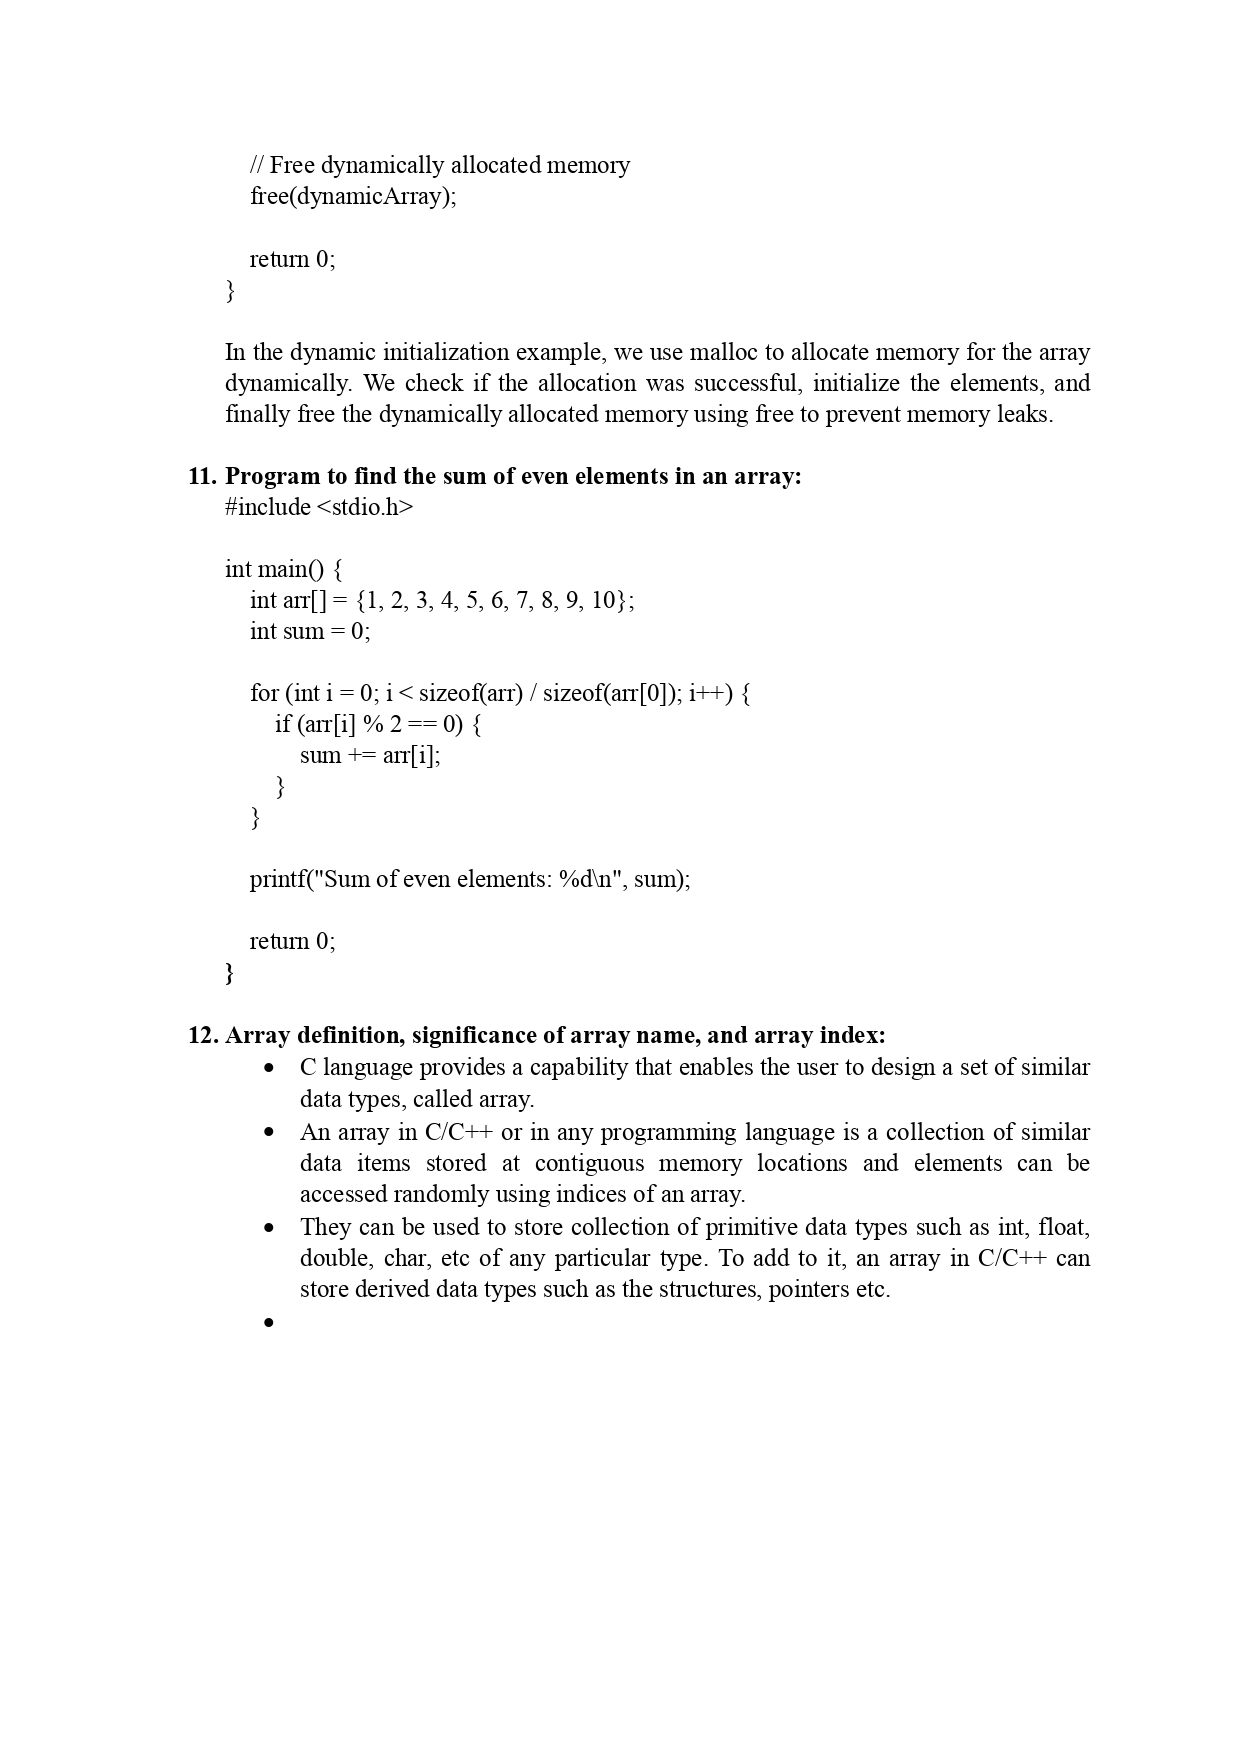 // Free dynamically allocated memory
free(dynamicArray);
return 0;
}
In the dynamic initialization example, we use malloc to allocate memory for the array
dynamically. We check if the allocation was successful, initialize the elements, and
finally free the dynamically allocated memory using free to prevent memory leaks.
11. Program to find the sum of even elements in an array:
#include <stdio.h>
int main() {
int arr[] = {1, 2, 3, 4, 5, 6, 7, 8, 9, 10};
int sum = 0;
for (int i = 0; i < sizeof(arr) / sizeof(arr[0]); i++) {
if (arr[i] % 2 == 0) {
sum += arr[i];
}
}
printf("Sum of even elements: %d\n", sum);
return 0;
}
12. Array definition, significance of array name, and array index:
• C language provides a capability that enables the user to design a set of similar
data types, called array.
• An array in C/C++ or in any programming language is a collection of similar
data items stored at contiguous memory locations and elements can be
accessed randomly using indices of an array.
• They can be used to store collection of primitive data types such as int, float,
double, char, etc of any particular type. To add to it, an array in C/C++ can
store derived data types such as the structures, pointers etc.
•